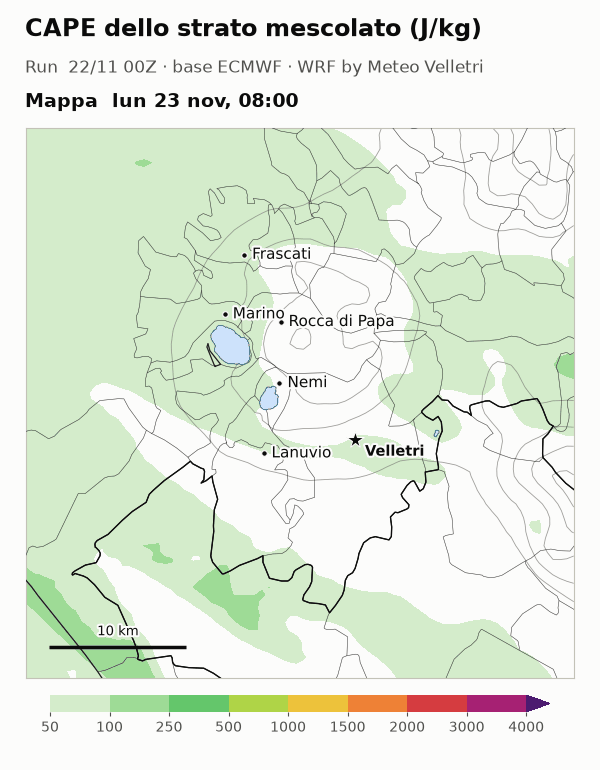 CAPE dello strato mescolato (J/kg)
Run  22/11 00Z · base ECMWF · WRF by Meteo Velletri
Mappa  lun 23 nov, 08:00
Frascati
Marino
Rocca di Papa
Nemi
Velletri
Lanuvio
10 km
50 100 250 500 1000 1500 2000 3000 4000